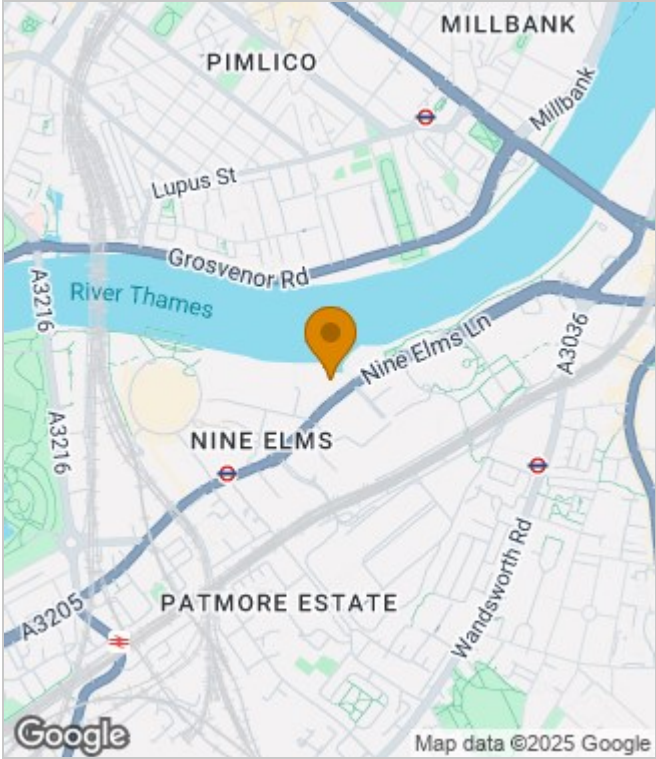 MILLBANK
PIMLICO
Millbank
Lupus St
Grosvenor Rd
A3216
River Thames
Nine Elms Ln
A3036
A3216
NINE ELMS
Wandsworth Rd
PATMORE ESTATE
A3205
Google
Map data ©2025 Google